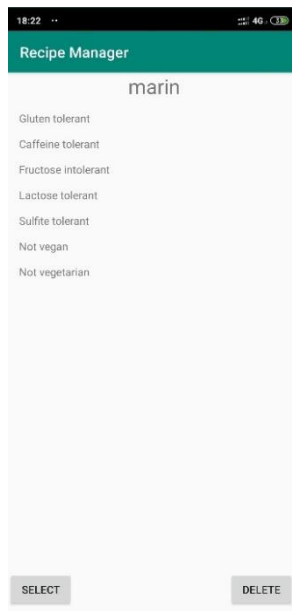 18:22 ··
4G
Recipe Manager
marin
Gluten tolerant
Caffeine tolerant
Fructose intolerant
Lactose tolerant
Sulfite tolerant
Not vegan
Not vegetarian
SELECT
DELETE